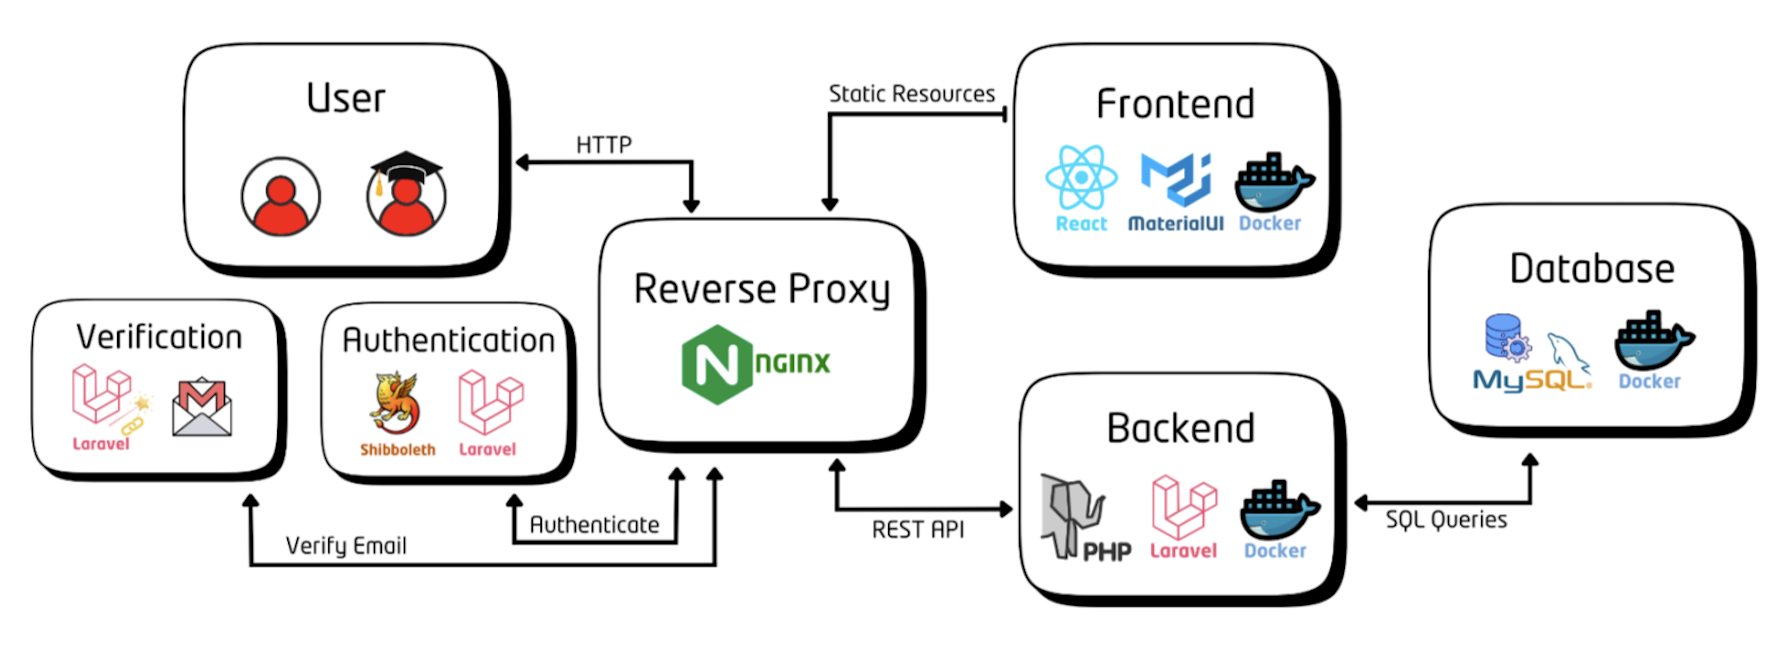 User
HTTP
Static Resources
Frontend
React
MaterialUI
Docker
Verification
Laravel
Authentication
Shibboleth
Laravel
Reverse Proxy
NGINX
Database
MySQL
Docker
Backend
PHP
Laravel
Docker
Verify Email
Authenticate
REST API
SQL Queries